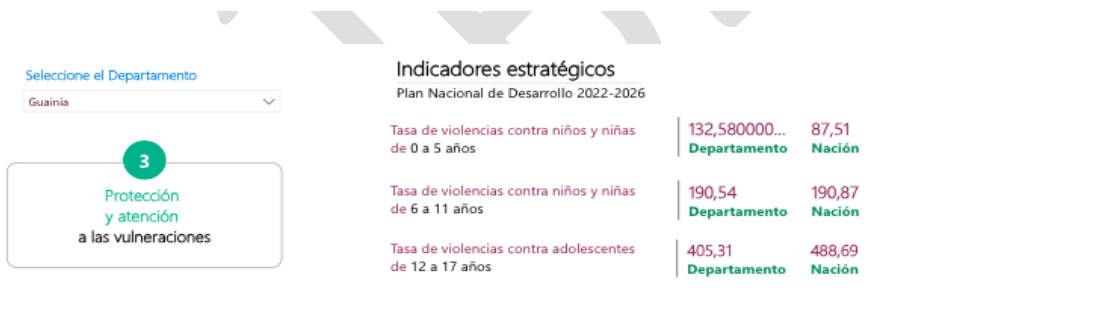 Seleccione el Departamento
Guainía
3
Protección
y atención
a las vulneraciones
Indicadores estratégicos
Plan Nacional de Desarrollo 2022-2026
Tasa de violencias contra niños y niñas
de 0 a 5 años
132,580000...
Departamento
87,51
Nación
Tasa de violencias contra niños y niñas
de 6 a 11 años
190,54
Departamento
190,87
Nación
Tasa de violencias contra adolescentes
de 12 a 17 años
405,31
Departamento
488,69
Nación